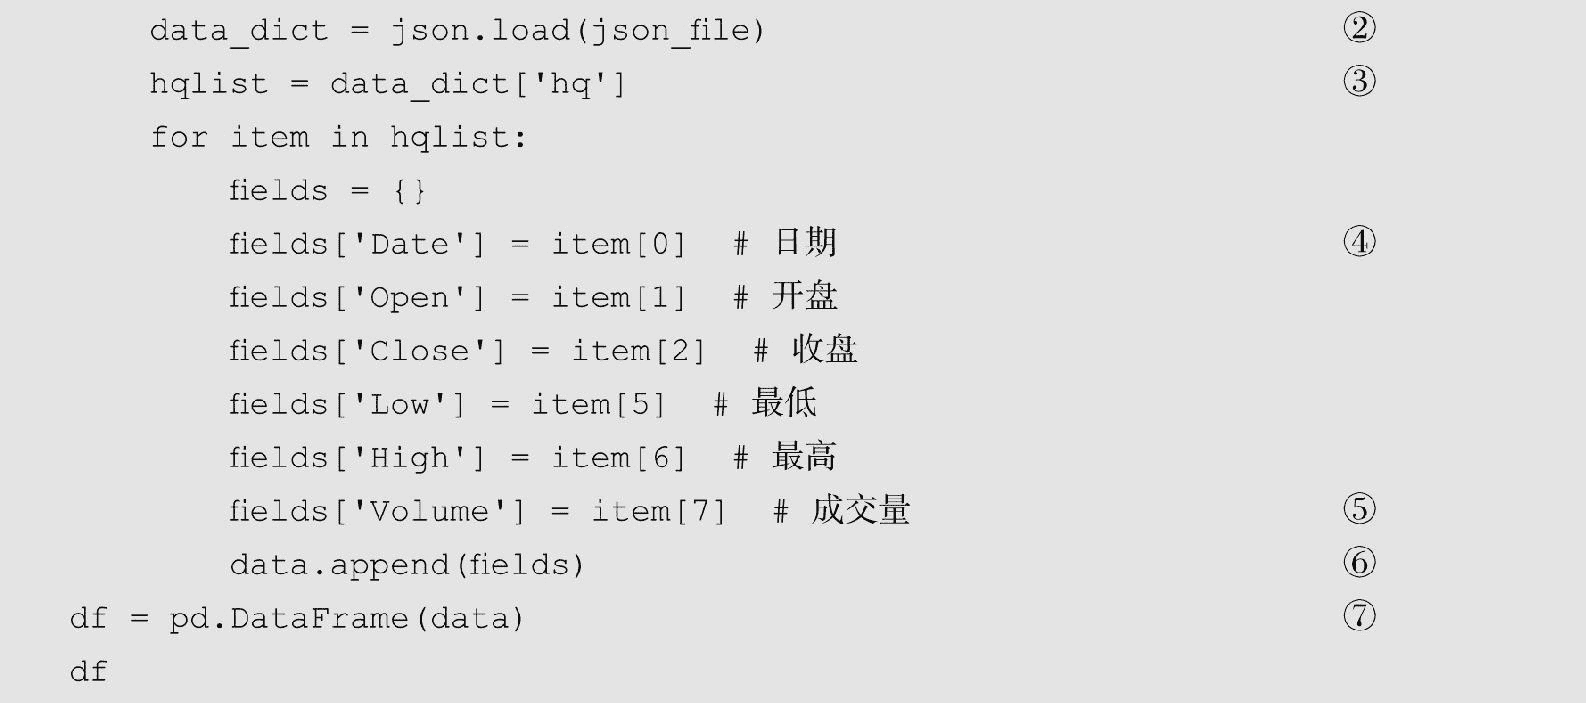 data_dict = json.load(json_file) ②
hqlist = data_dict['hq'] ③
for item in hqlist:
fields = {}
fields['Date'] = item[0]  # 日期 ④
fields['Open'] = item[1]  # 开盘
fields['Close'] = item[2]  # 收盘
fields['Low'] = item[5]  # 最低
fields['High'] = item[6]  # 最高
fields['Volume'] = item[7]  # 成交量 ⑤
data.append(fields) ⑥
df = pd.DataFrame(data) ⑦
df